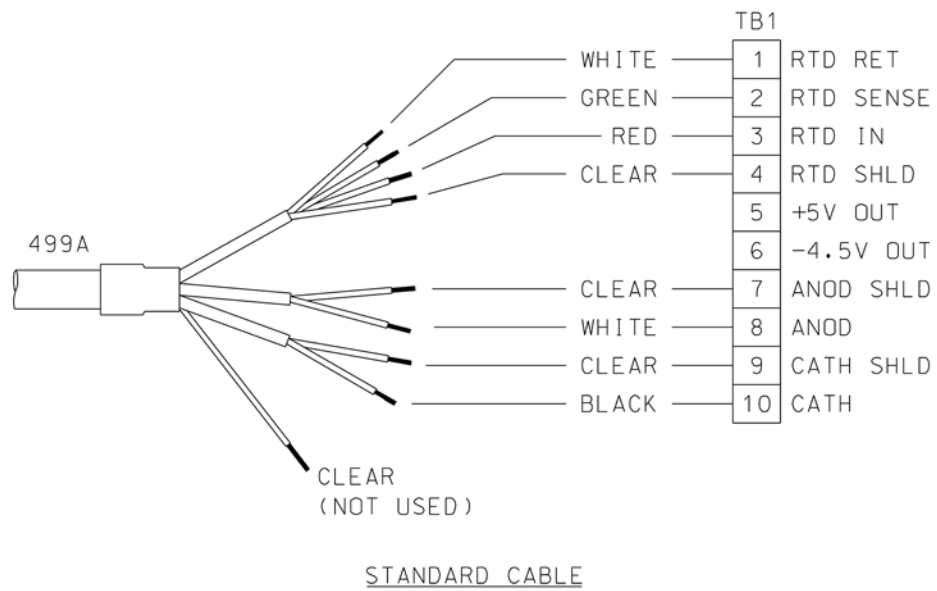 TB1
WHITE 1 RTD RET
GREEN 2 RTD SENSE
RED 3 RTD IN
CLEAR 4 RTD SHLD
5 +5V OUT
499A
6 -4.5V OUT
CLEAR 7 ANOD SHLD
WHITE 8 ANOD
CLEAR 9 CATH SHLD
BLACK 10 CATH
CLEAR
(NOT USED)
STANDARD CABLE